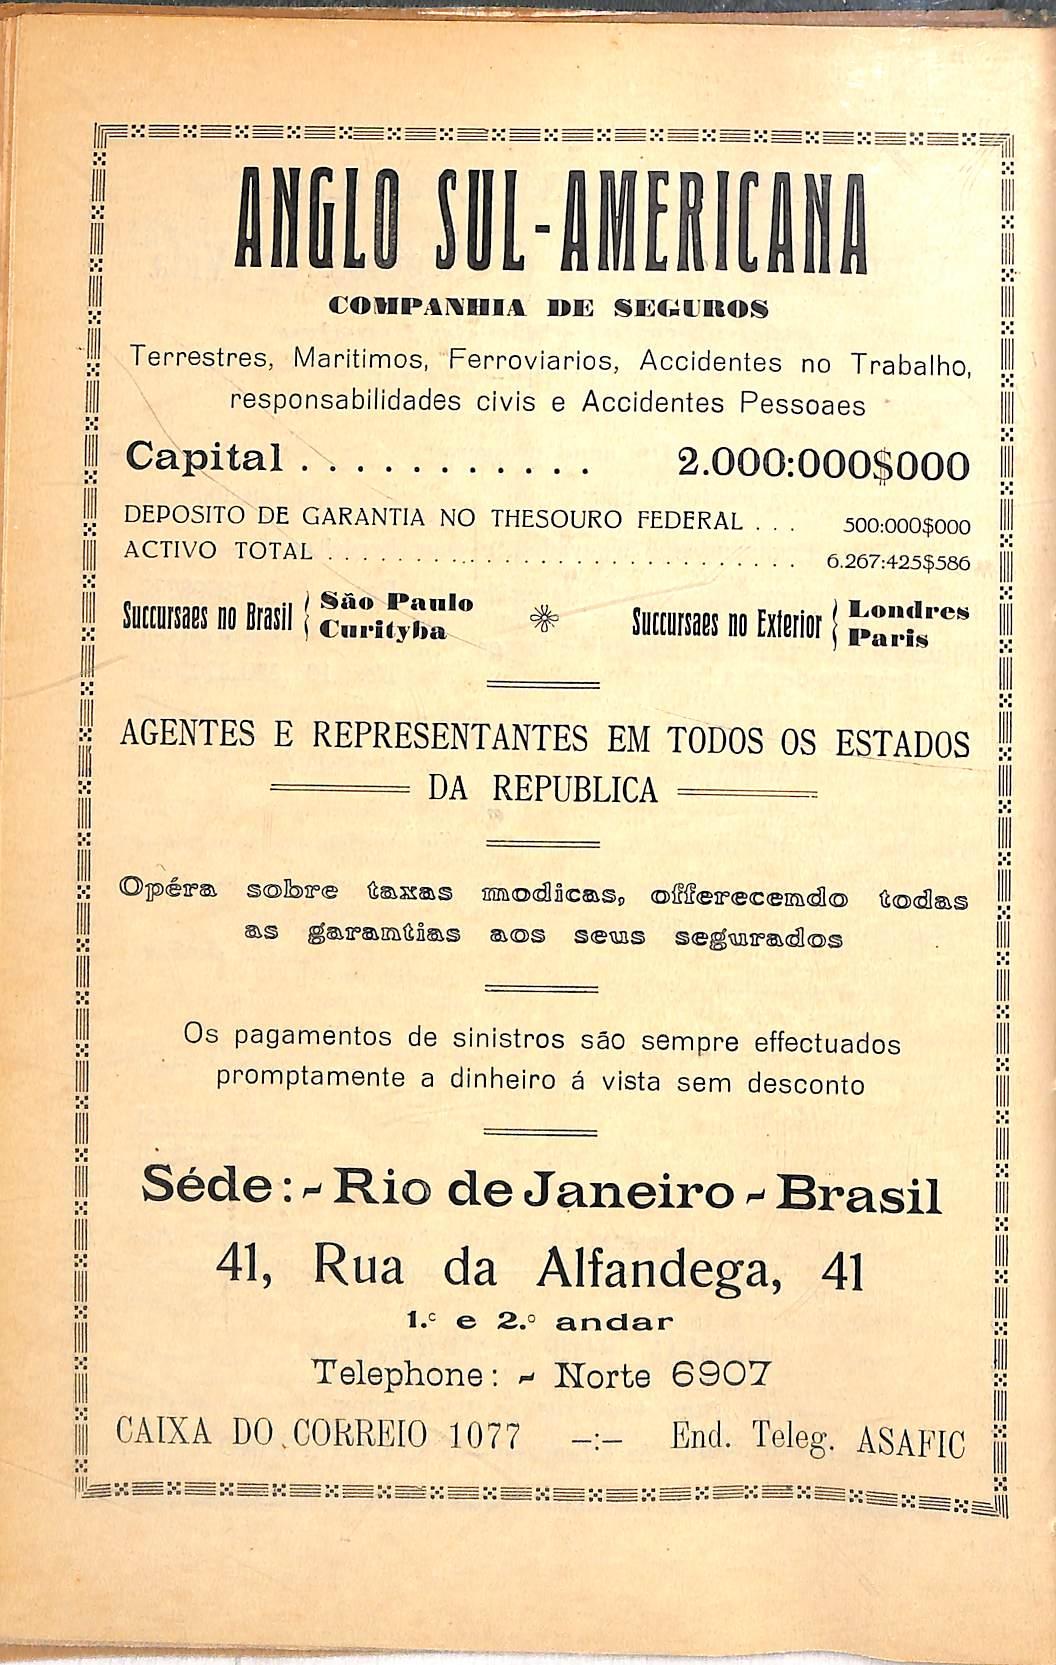 ANGLO SUL-AMERICANA
COMPANHIA DE SEGUROS
Terrestres, Maritimos, Ferroviarios, Accidentes no Trabalho,
responsabilidades civis e Accidentes Pessoaes
Capital . . . . . . . . . . . 2.000:000$000
DEPOSITO DE GARANTIA NO THESOURO FEDERAL . . . 500:000$000
ACTIVO TOTAL . . . . . . . . . . . . . . . . . . . . . . . . . . . . . . . . . . 6.267:425$586
Succursaes no Brasil { São Paulo
Curityba
Succursaes no Exterior { Londres
Paris
AGENTES E REPRESENTANTES EM TODOS OS ESTADOS
DA REPUBLICA
Opéra sobre taxas modicas, offerecendo todas
as garantias aos seus segurados
Os pagamentos de sinistros são sempre effectuados
promptamente a dinheiro á vista sem desconto
Séde: - Rio de Janeiro - Brasil
41, Rua da Alfandega, 41
1.º e 2.º andar
Telephone: - Norte 6907
CAIXA DO CORREIO 1077 —:— End. Teleg. ASAFIC